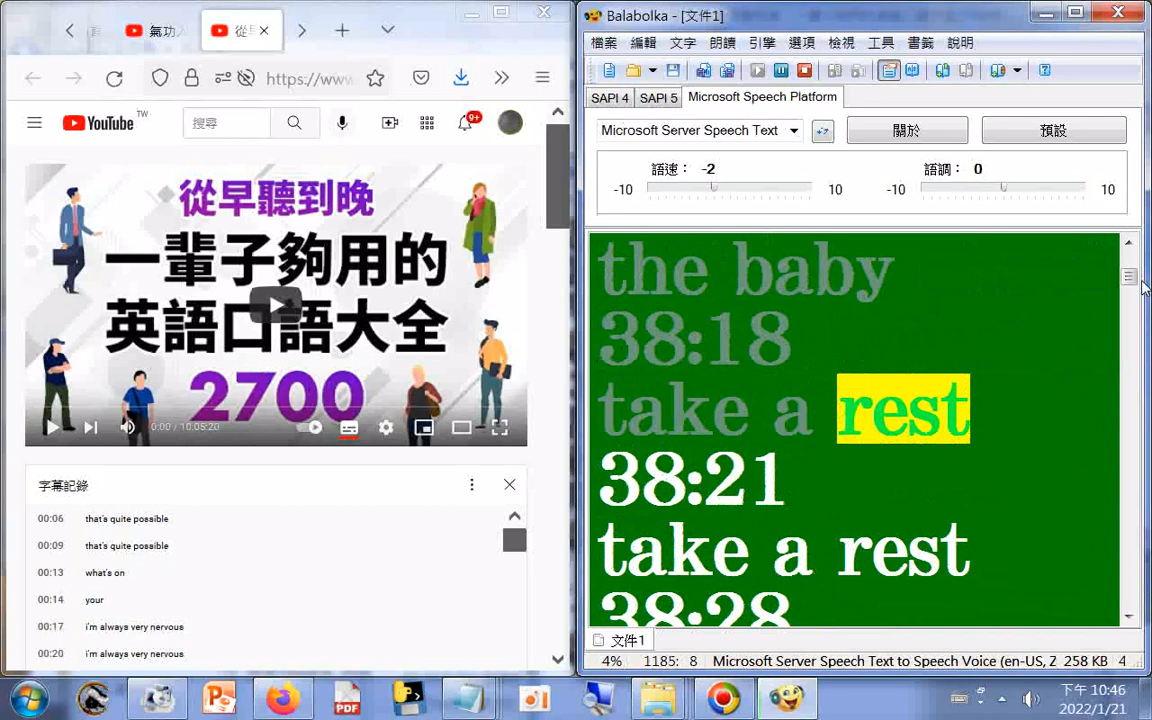 氣功人
從
https://www
YouTube TW
搜尋
9+
從早聽到晚
一輩子夠用的
英語口語大全
2700
0:00 / 10:05:20
字幕記錄
00:06 that's quite possible
00:09 that's quite possible
00:13 what's on
00:14 your
00:17 i'm always very nervous
00:20 i'm always very nervous
Balabolka - [文件1]
檔案 編輯 文字 朗讀 引擎 選項 檢視 工具 書籤 說明
SAPI 4 SAPI 5 Microsoft Speech Platform
Microsoft Server Speech Text 關於 預設
語速： -2 語調： 0
-10 10 -10 10
the baby
38:18
take a rest
38:21
take a rest
38:28
文件1
4% 1185: 8 Microsoft Server Speech Text to Speech Voice (en-US, Z 258 KB 4
PDF
下午 10:46
2022/1/21